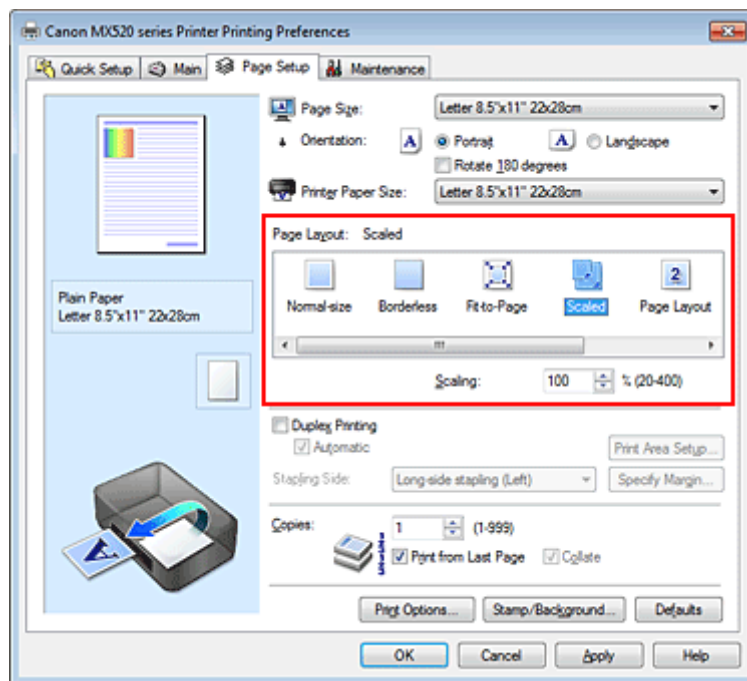 Canon MX520 series Printer Printing Preferences
Quick Setup Main Page Setup Maintenance
Page Size: Letter 8.5"x11" 22x28cm
Orientation: A Portrait A Landscape
Rotate 180 degrees
Printer Paper Size: Letter 8.5"x11" 22x28cm
Page Layout: Scaled
Normal-size Borderless Fit-to-Page Scaled 2 Page Layout
Scaling: 100 % (20-400)
Plain Paper
Letter 8.5"x11" 22x28cm
Duplex Printing
Automatic Print Area Setup...
Stapling Side: Long-side stapling (Left) Specify Margin...
Copies: 1 (1-999)
Print from Last Page Collate
A
Print Options... Stamp/Background... Defaults
OK Cancel Apply Help